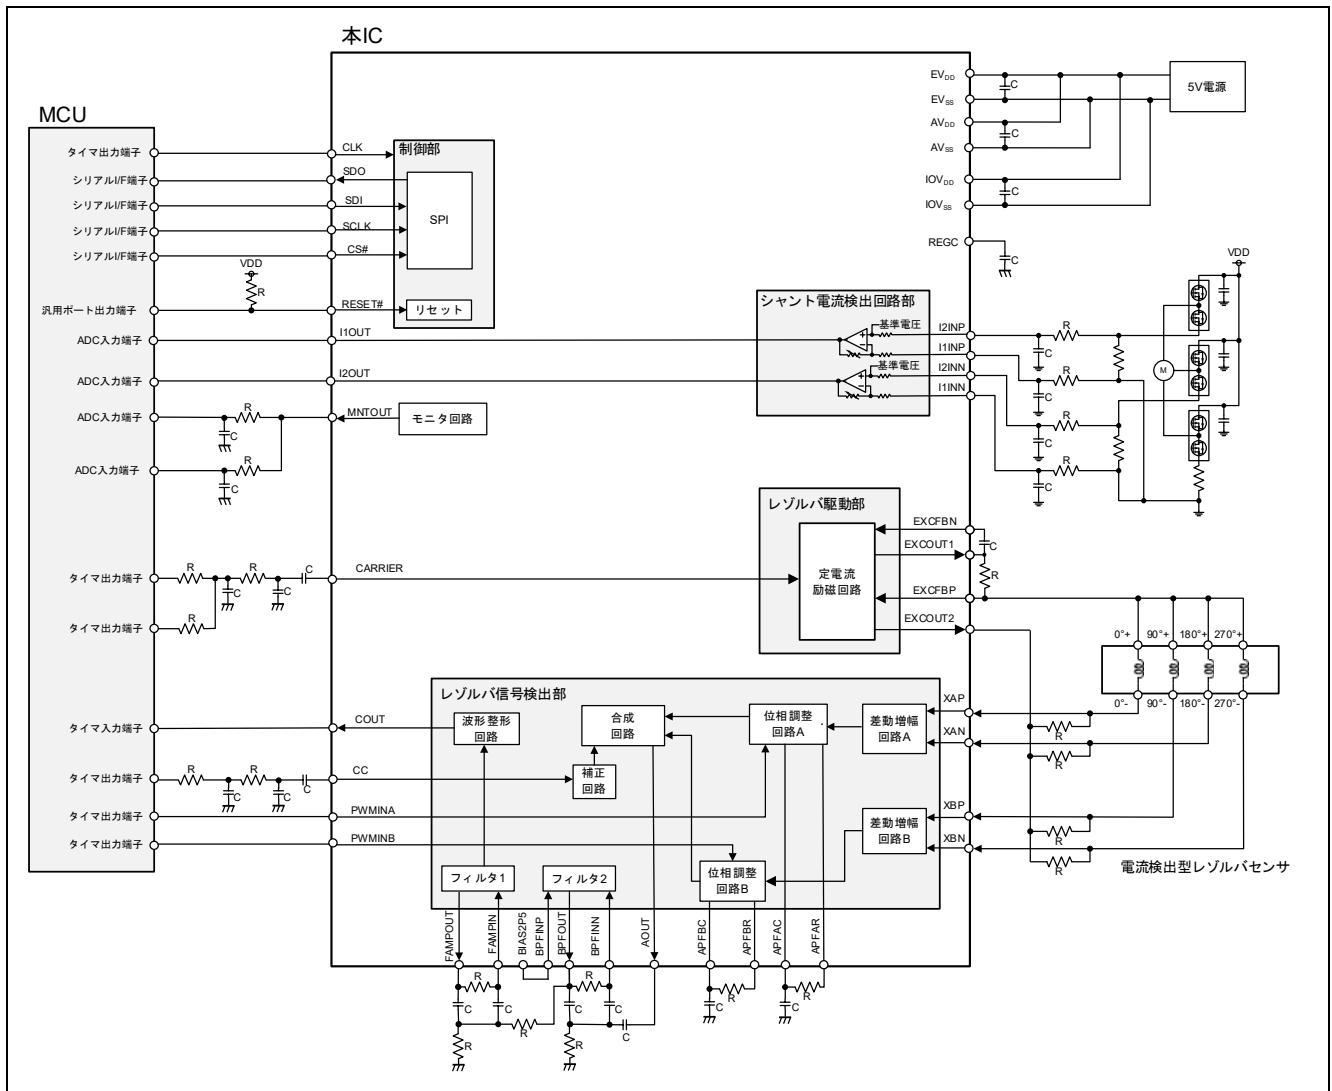 本IC
MCU
タイマ出力端子
シリアルI/F端子
シリアルI/F端子
シリアルI/F端子
シリアルI/F端子
汎用ポート出力端子
ADC入力端子
ADC入力端子
ADC入力端子
ADC入力端子
タイマ出力端子
タイマ出力端子
タイマ入力端子
タイマ出力端子
タイマ出力端子
タイマ出力端子
VDD
R
R
C
R
C
R
R
C
C
C
R
R
R
C
C
C
CLK
SDO
SDI
SCLK
CS#
RESET#
I1OUT
I2OUT
MNTOUT
CARRIER
COUT
CC
PWMINA
PWMINB
制御部
SPI
リセット
モニタ回路
シャント電流検出回路部
基準電圧
+
−
基準電圧
+
−
I2INP
I1INP
I2INN
I1INN
EVDD
EVSS
AVDD
AVSS
IOVDD
IOVSS
REGC
C
C
C
C
5V電源
VDD
R
C
R
C
R
C
R
C
M
レゾルバ駆動部
定電流
励磁回路
EXCFBN
EXCOUT1
EXCFBP
EXCOUT2
C
R
0°+
90°+
180°+
270°+
0°-
90°-
180°-
270°-
R
R
R
R
電流検出型レゾルバセンサ
レゾルバ信号検出部
波形整形
回路
合成
回路
補正
回路
位相調整
回路A
差動増幅
回路A
差動増幅
回路B
位相調整
回路B
フィルタ1
フィルタ2
XAP
XAN
XBP
XBN
FAMPOUT
FAMPIN
BIAS2P5
BPFINP
BPFOUT
BPFINN
AOUT
APFBC
APFBR
APFAC
APFAR
R
C
C
R
R
R
C
C
C
R
R
C
R
C